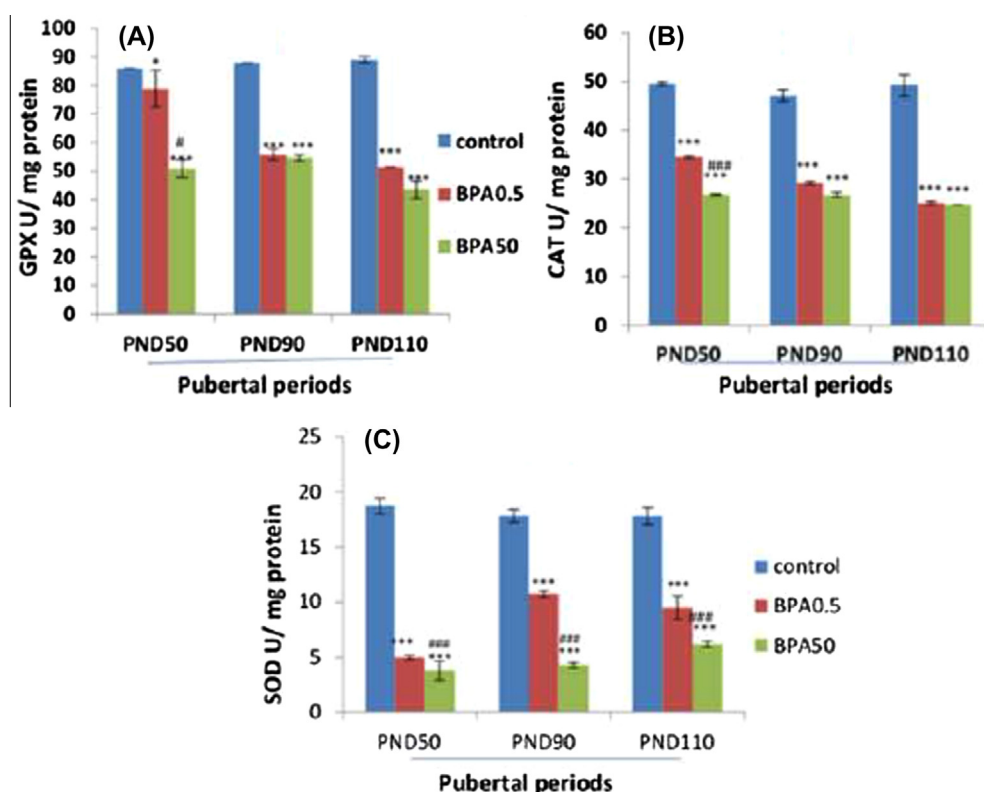 (A)
GPX U/ mg protein
100
90
80
70
60
50
40
30
20
10
0
*
#
***
*** ***
***
***
control
BPA0.5
BPA50
PND50 PND90 PND110
Pubertal periods
(B)
CAT U/ mg protein
60
50
40
30
20
10
0
***
###
***
***
***
*** ***
PND50 PND90 PND110
Pubertal periods
(C)
SOD U/ mg protein
25
20
15
10
5
0
***
###
***
***
###
***
***
###
***
control
BPA0.5
BPA50
PND50 PND90 PND110
Pubertal periods